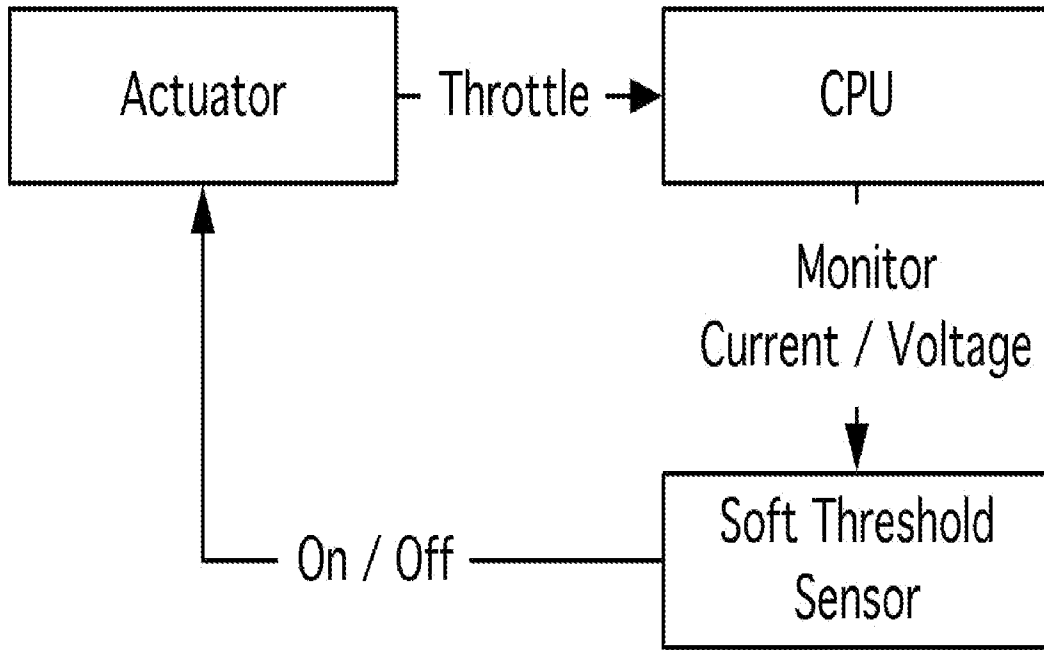 Actuator
Throttle
CPU
Monitor
Current / Voltage
On / Off
Soft Threshold
Sensor